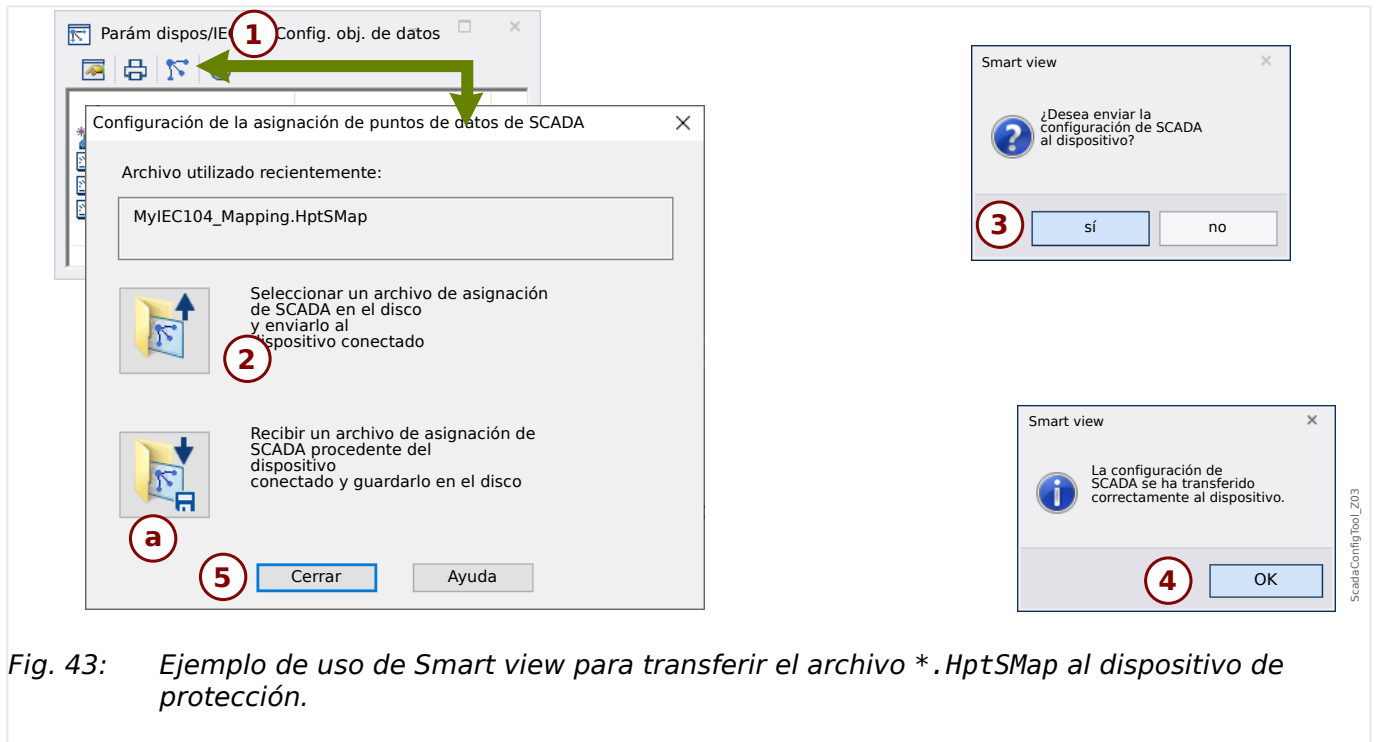 Parám dispos/IE
1
Config. obj. de datos
Configuración de la asignación de puntos de datos de SCADA
Archivo utilizado recientemente:
MyIEC104_Mapping.HptSMap
Seleccionar un archivo de asignación
de SCADA en el disco
y enviarlo al
dispositivo conectado
2
Recibir un archivo de asignación de
SCADA procedente del
dispositivo
conectado y guardarlo en el disco
a
5
Cerrar
Ayuda
Smart view
¿Desea enviar la
configuración de SCADA
al dispositivo?
3
sí
no
Smart view
La configuración de
SCADA se ha transferido
correctamente al dispositivo.
4
OK
ScadaConfigTool_Z03
Fig. 43: Ejemplo de uso de Smart view para transferir el archivo *.HptSMap al dispositivo de
protección.